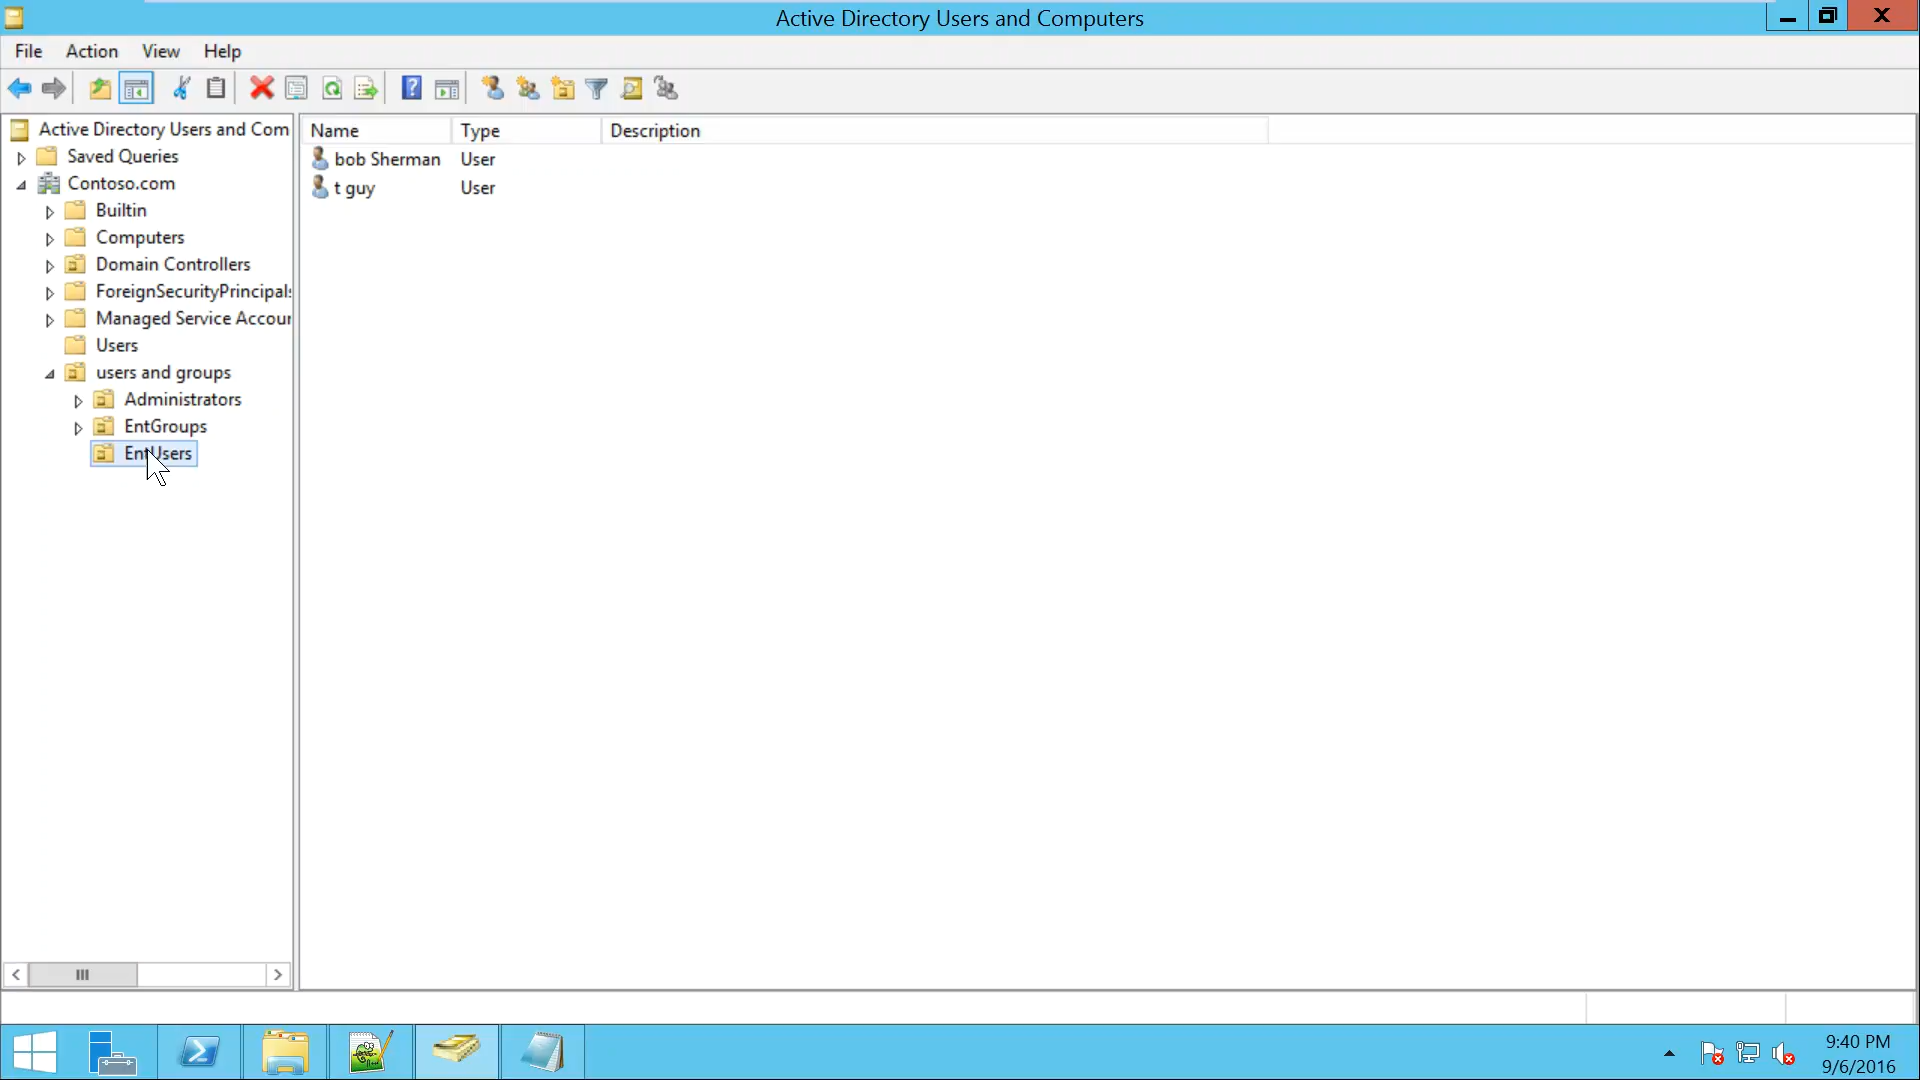 Active Directory Users and Computers
File Action View Help
Active Directory Users and Com
Saved Queries
Contoso.com
Builtin
Computers
Domain Controllers
ForeignSecurityPrincipals
Managed Service Accour
Users
users and groups
Administrators
EntGroups
EntUsers
Name Type Description
bob Sherman User
t guy User
9:40 PM
9/6/2016